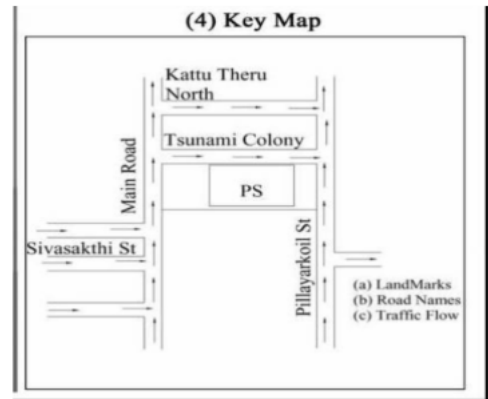 (4) Key Map
Kattu Theru
North
Tsunami Colony
Main Road
PS
Sivasakthi St
Pillayarkoil St
(a) LandMarks
(b) Road Names
(c) Traffic Flow